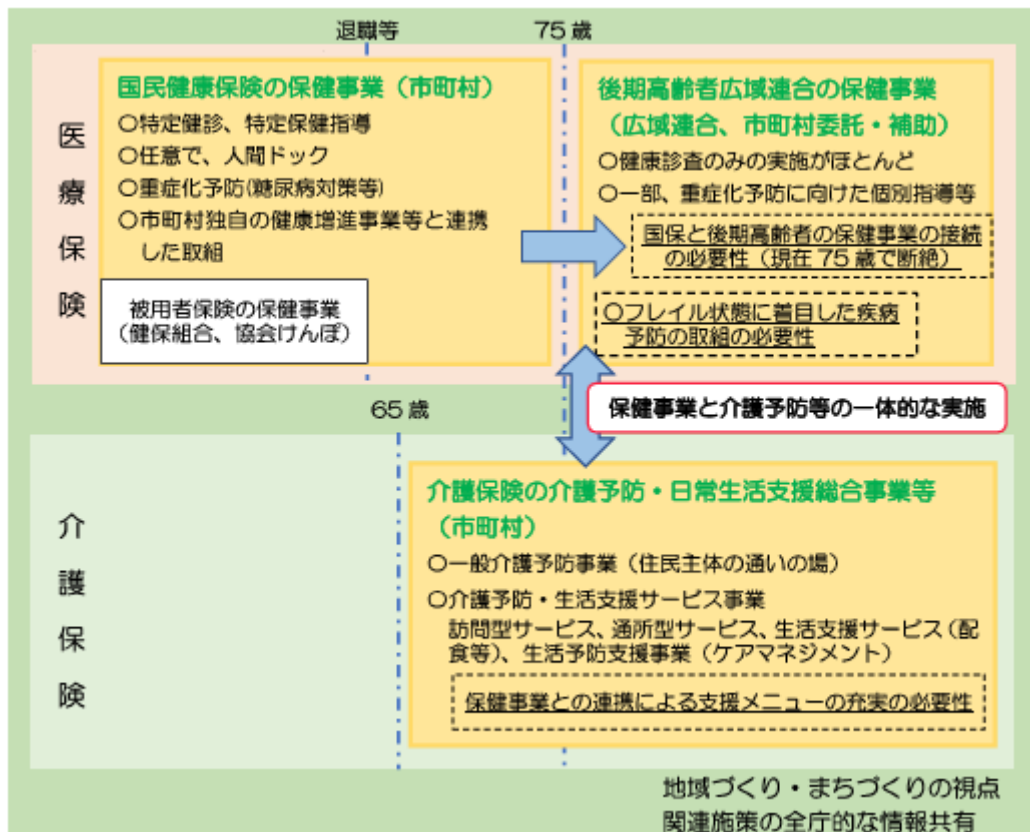 退職等
75歳
医療保険
国民健康保険の保健事業（市町村）
○特定健診、特定保健指導
○任意で、人間ドック
○重症化予防(糖尿病対策等)
○市町村独自の健康増進事業等と連携
した取組
被用者保険の保健事業
（健保組合、協会けんぽ）
後期高齢者広域連合の保健事業
（広域連合、市町村委託・補助）
○健康診査のみの実施がほとんど
○一部、重症化予防に向けた個別指導等
国保と後期高齢者の保健事業の接続
の必要性（現在75歳で断絶）
○フレイル状態に着目した疾病
予防の取組の必要性
65歳
保健事業と介護予防等の一体的な実施
介護保険
介護保険の介護予防・日常生活支援総合事業等
（市町村）
○一般介護予防事業（住民主体の通いの場）
○介護予防・生活支援サービス事業
訪問型サービス、通所型サービス、生活支援サービス（配
食等）、生活予防支援事業（ケアマネジメント）
保健事業との連携による支援メニューの充実の必要性
地域づくり・まちづくりの視点
関連施策の全庁的な情報共有